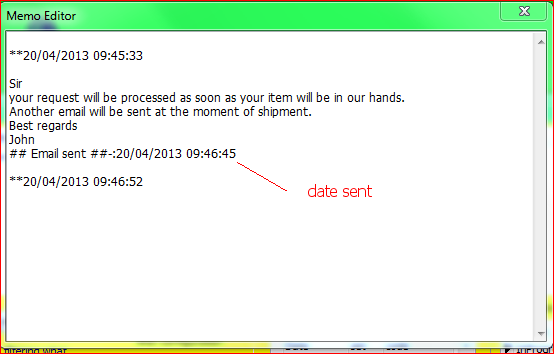 Memo Editor
**20/04/2013 09:45:33
Sir
your request will be processed as soon as your item will be in our hands.
Another email will be sent at the moment of shipment.
Best regards
John
## Email sent ##-:20/04/2013 09:46:45
date sent
**20/04/2013 09:46:52